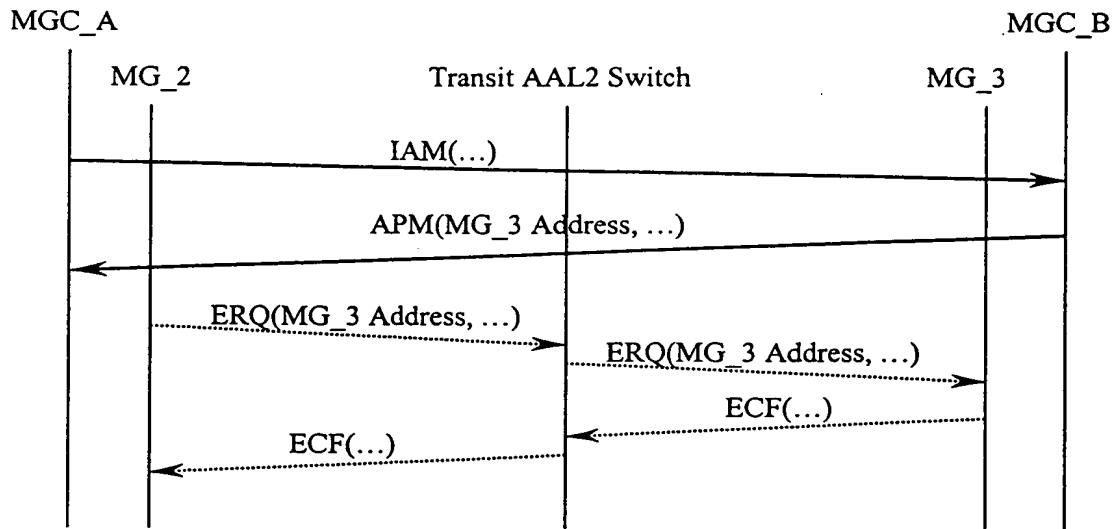 MGC_A
MGC_B
MG_2
Transit AAL2 Switch
MG_3
IAM(...)
APM(MG_3 Address, ...)
ERQ(MG_3 Address, ...)
ERQ(MG_3 Address, ...)
ECF(...)
ECF(...)